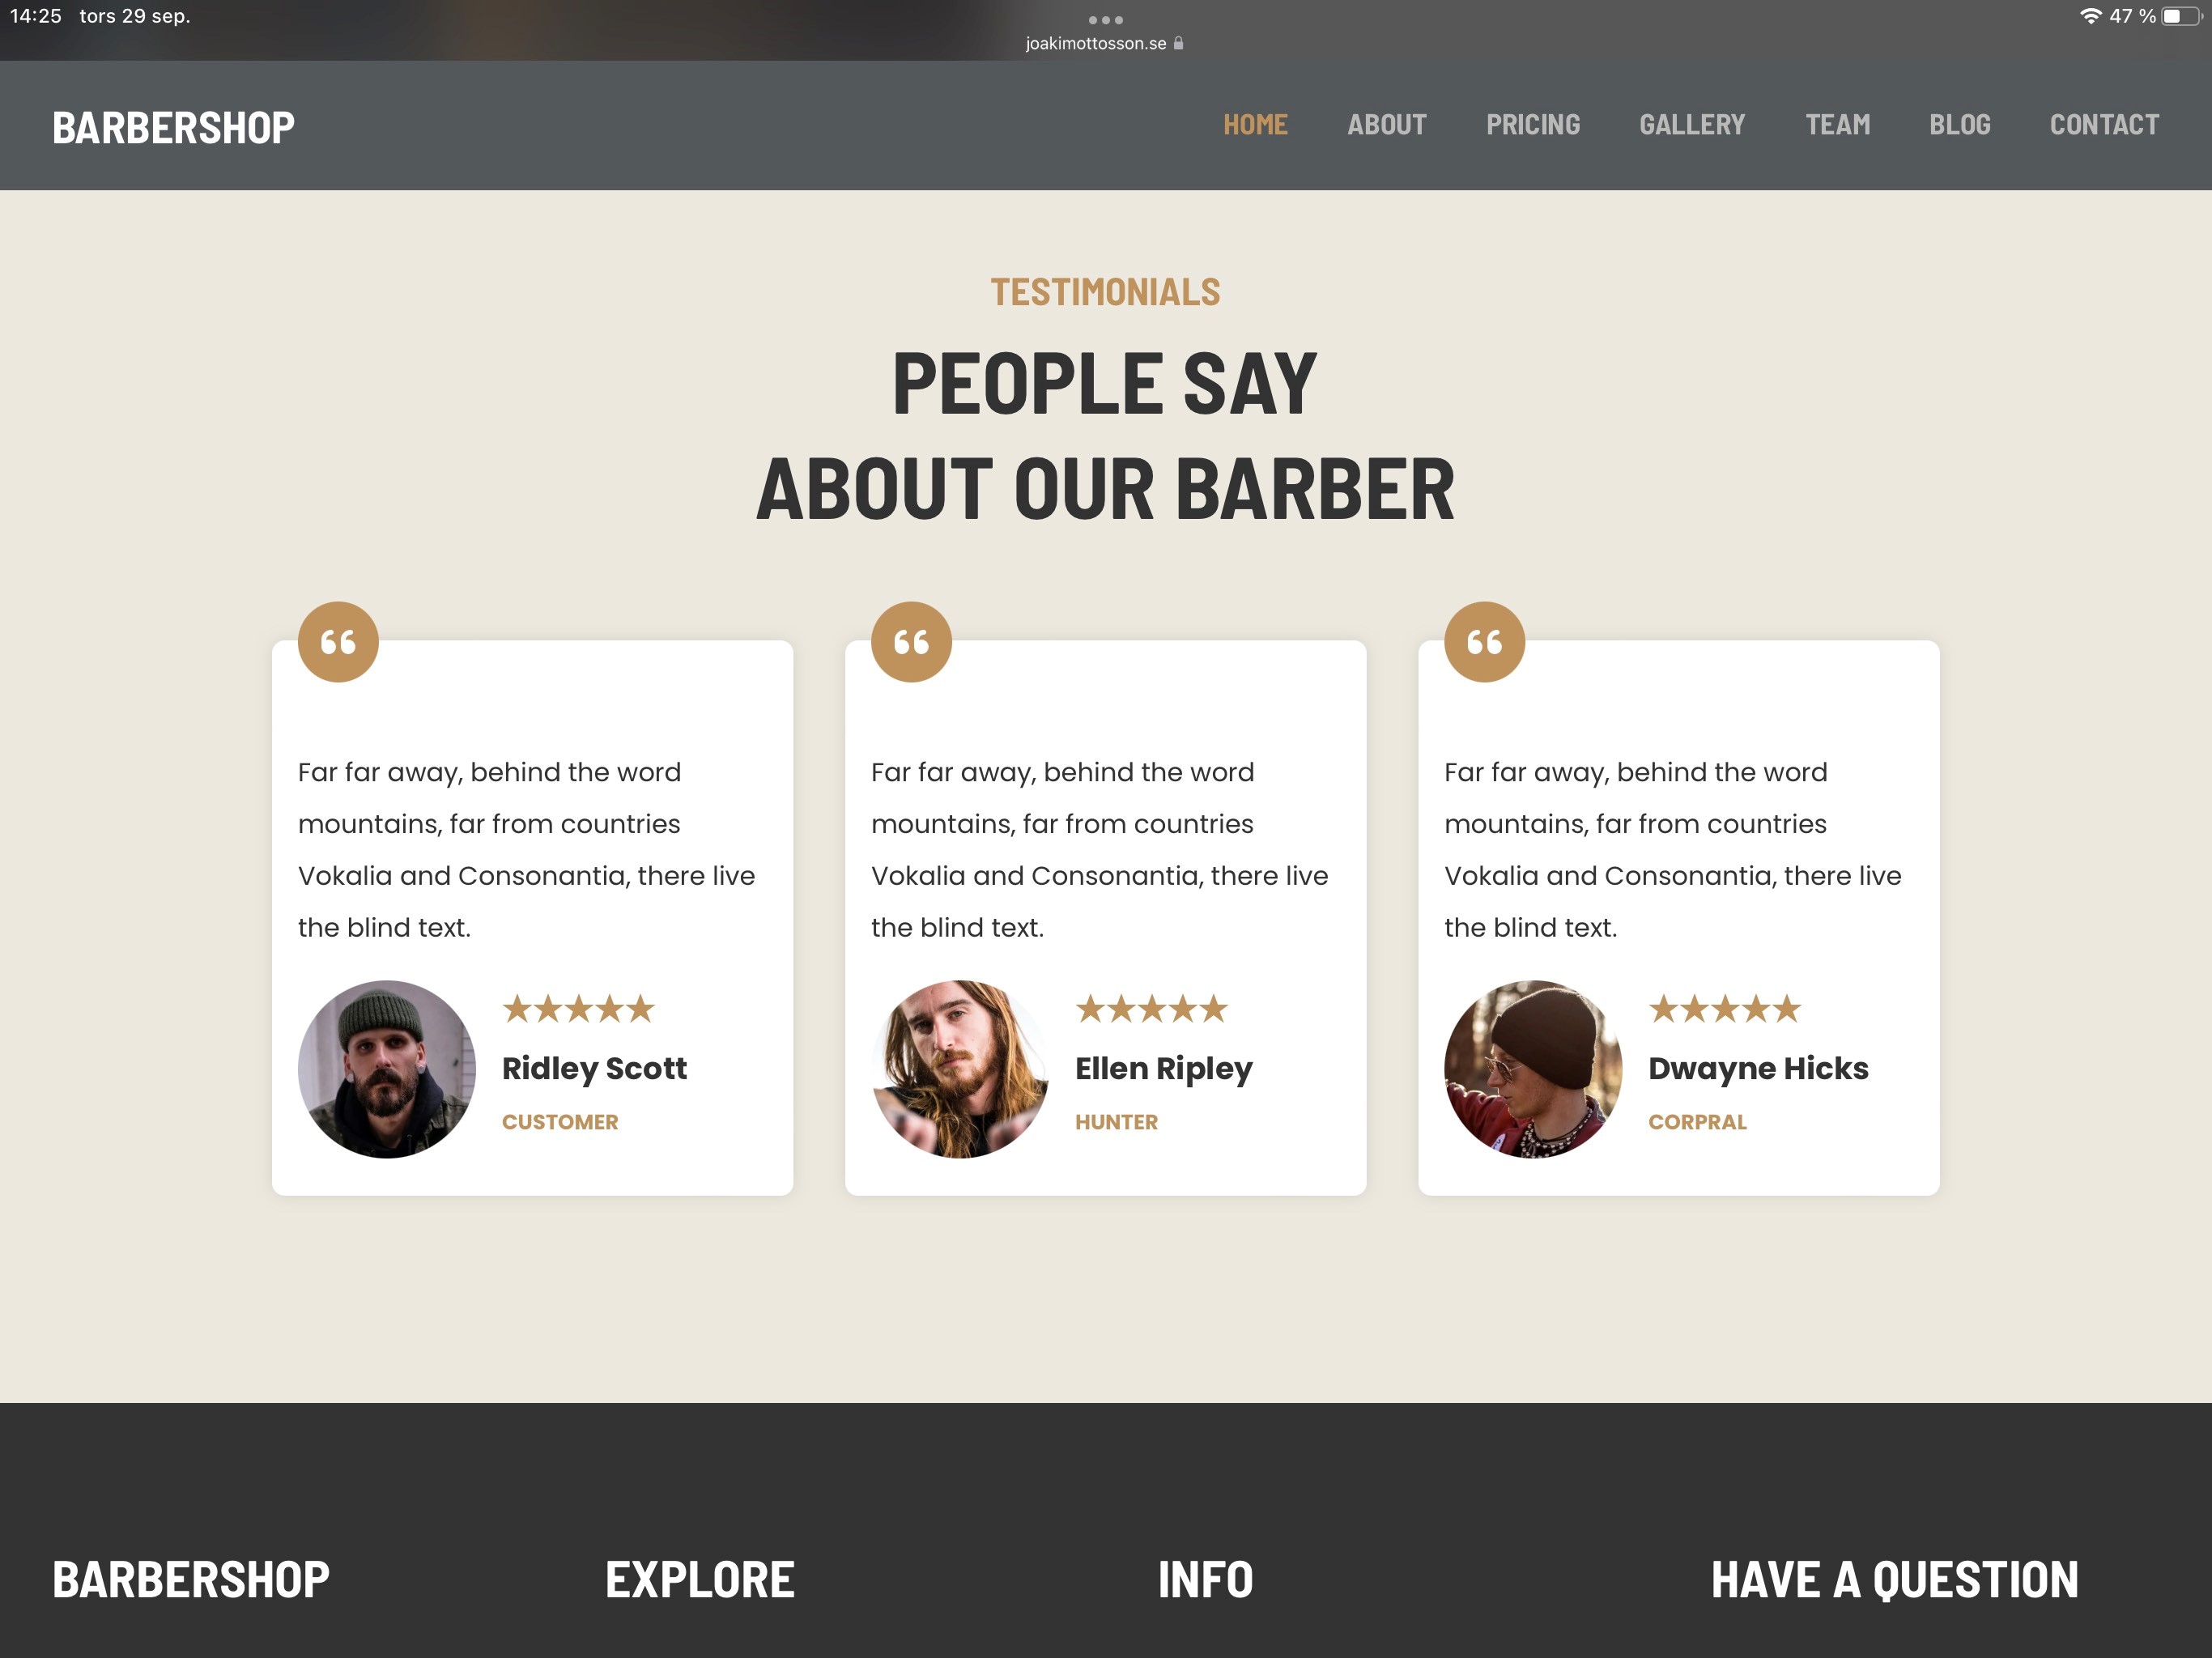 14:25 tors 29 sep.
47 %
joakimottosson.se
BARBERSHOP
HOME ABOUT PRICING GALLERY TEAM BLOG CONTACT
TESTIMONIALS
PEOPLE SAY
ABOUT OUR BARBER
Far far away, behind the word
mountains, far from countries
Vokalia and Consonantia, there live
the blind text.
Ridley Scott
CUSTOMER
Far far away, behind the word
mountains, far from countries
Vokalia and Consonantia, there live
the blind text.
Ellen Ripley
HUNTER
Far far away, behind the word
mountains, far from countries
Vokalia and Consonantia, there live
the blind text.
Dwayne Hicks
CORPRAL
BARBERSHOP
EXPLORE
INFO
HAVE A QUESTION